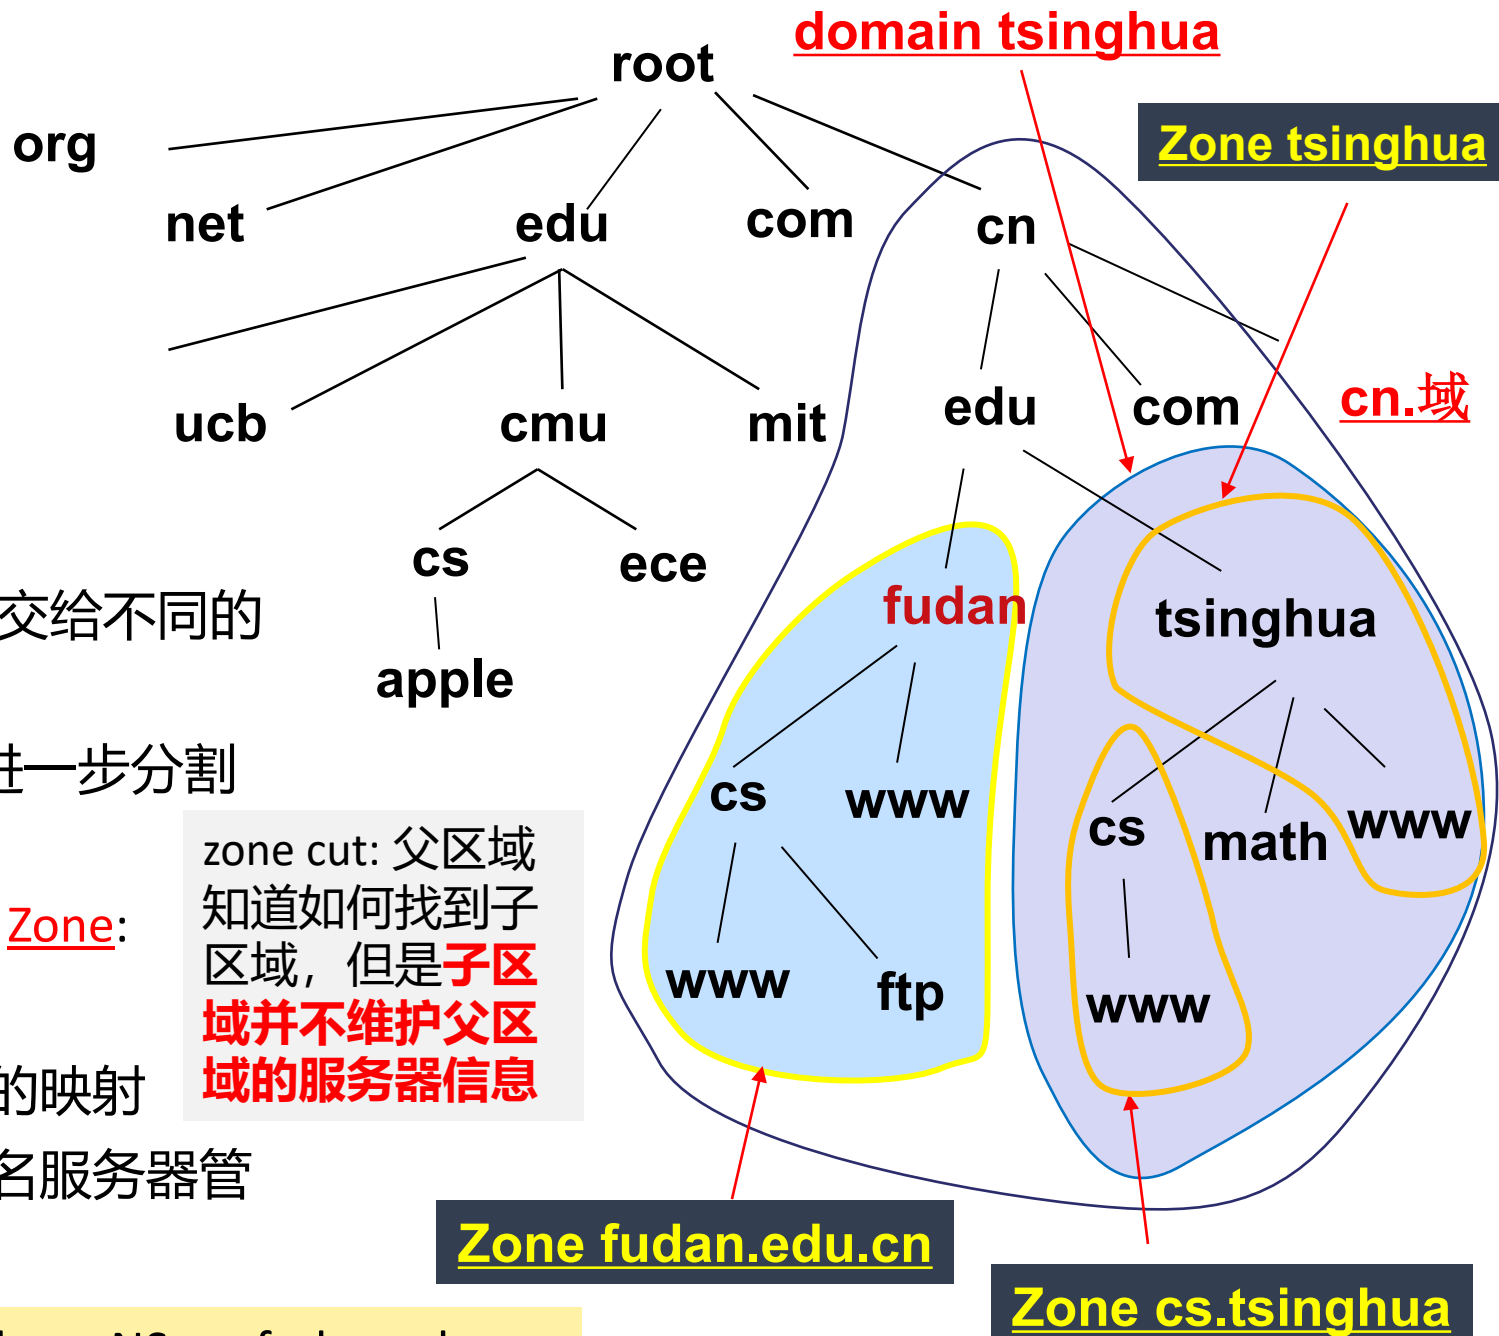 domain tsinghua
root
org
Zone tsinghua
net
edu
com
cn
ucb
cmu
mit
edu
com
cn.域
cs
ece
fudan
tsinghua
交给不同的
apple
进一步分割
cs
www
cs
math
www
zone cut: 父区域
知道如何找到子
区域，但是子区
域并不维护父区
域的服务器信息
Zone:
www
ftp
www
的映射
名服务器管
Zone fudan.edu.cn
Zone cs.tsinghua